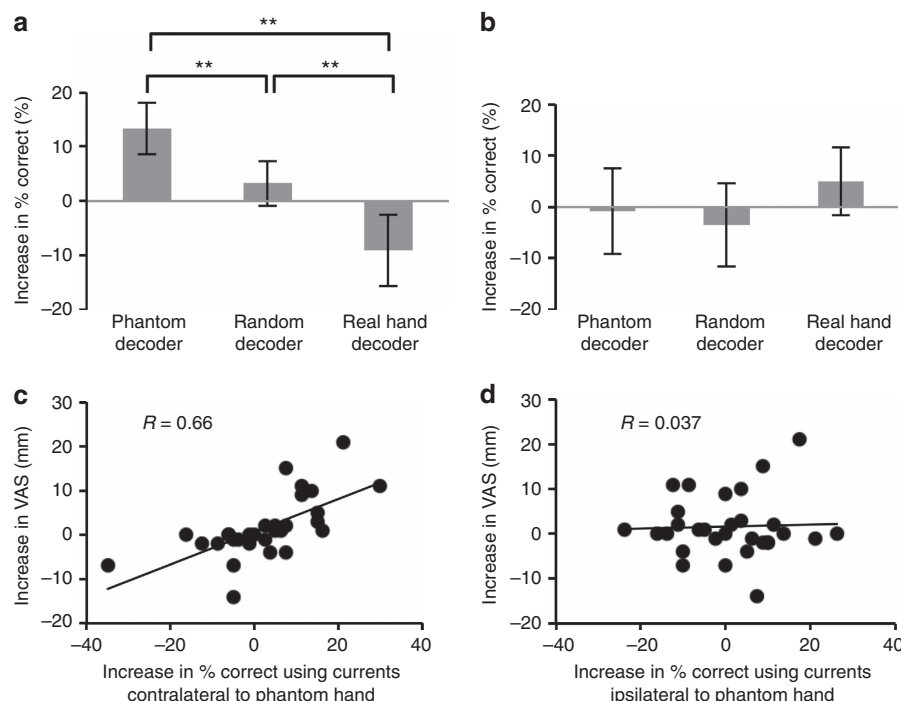 a
**
**
**
Increase in % correct (%)
20
10
0
−10
−20
Phantom
decoder
Random
decoder
Real hand
decoder
b
Increase in % correct (%)
20
10
0
−10
−20
Phantom
decoder
Random
decoder
Real hand
decoder
c
R = 0.66
Increase in VAS (mm)
30
20
10
0
−10
−20
−40
−20
0
20
40
Increase in % correct using currents
contralateral to phantom hand
d
R = 0.037
Increase in VAS (mm)
30
20
10
0
−10
−20
−40
−20
0
20
40
Increase in % correct using currents
ipsilateral to phantom hand